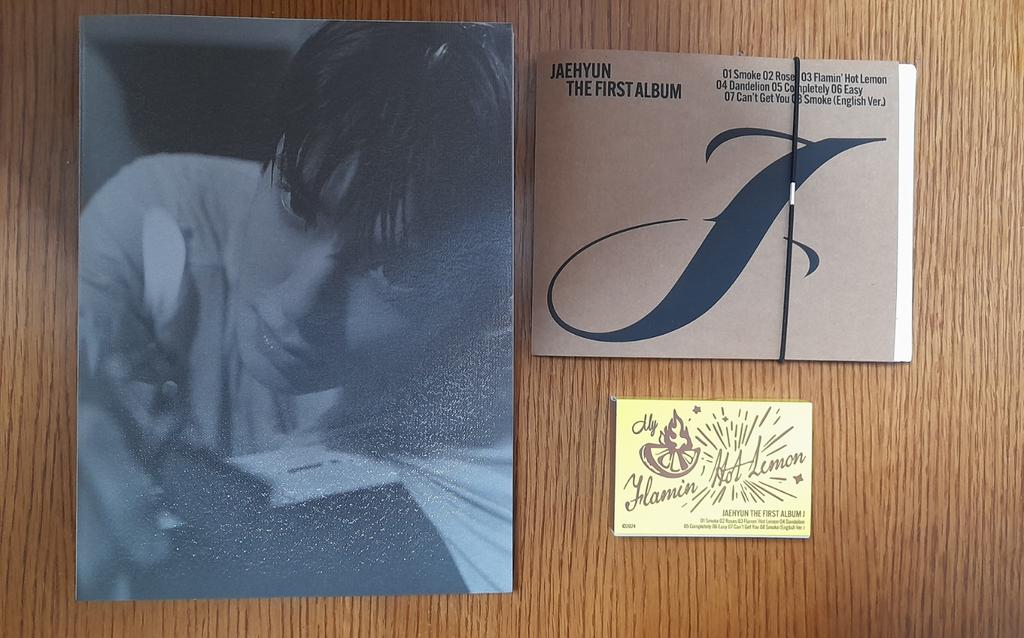 JAEHYUN
THE FIRST ALBUM
01 Smoke 02 Roses 03 Flamin' Hot Lemon
04 Dandelion 05 Completely 06 Easy
07 Can't Get You 08 Smoke (English Ver.)
J
My
Flamin Hot Lemon
JAEHYUN THE FIRST ALBUM J
01 Smoke 02 Roses 03 Flamin' Hot Lemon 04 Dandelion
©2024
05 Completely 06 Easy 07 Can't Get You 08 Smoke (English Ver.)